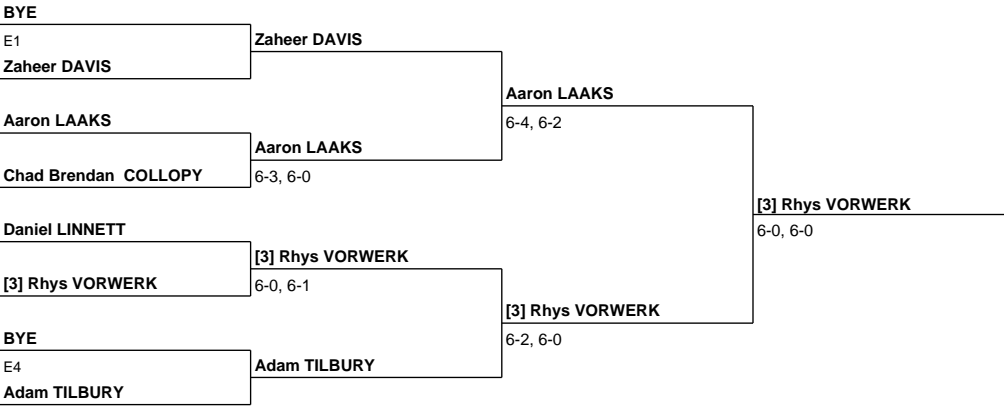 BYE
E1
Zaheer DAVIS
Zaheer DAVIS
Aaron LAAKS
6-4, 6-2
Aaron LAAKS
Aaron LAAKS
6-3, 6-0
Chad Brendan  COLLOPY
[3] Rhys VORWERK
6-0, 6-0
Daniel LINNETT
[3] Rhys VORWERK
6-0, 6-1
[3] Rhys VORWERK
[3] Rhys VORWERK
6-2, 6-0
BYE
E4
Adam TILBURY
Adam TILBURY